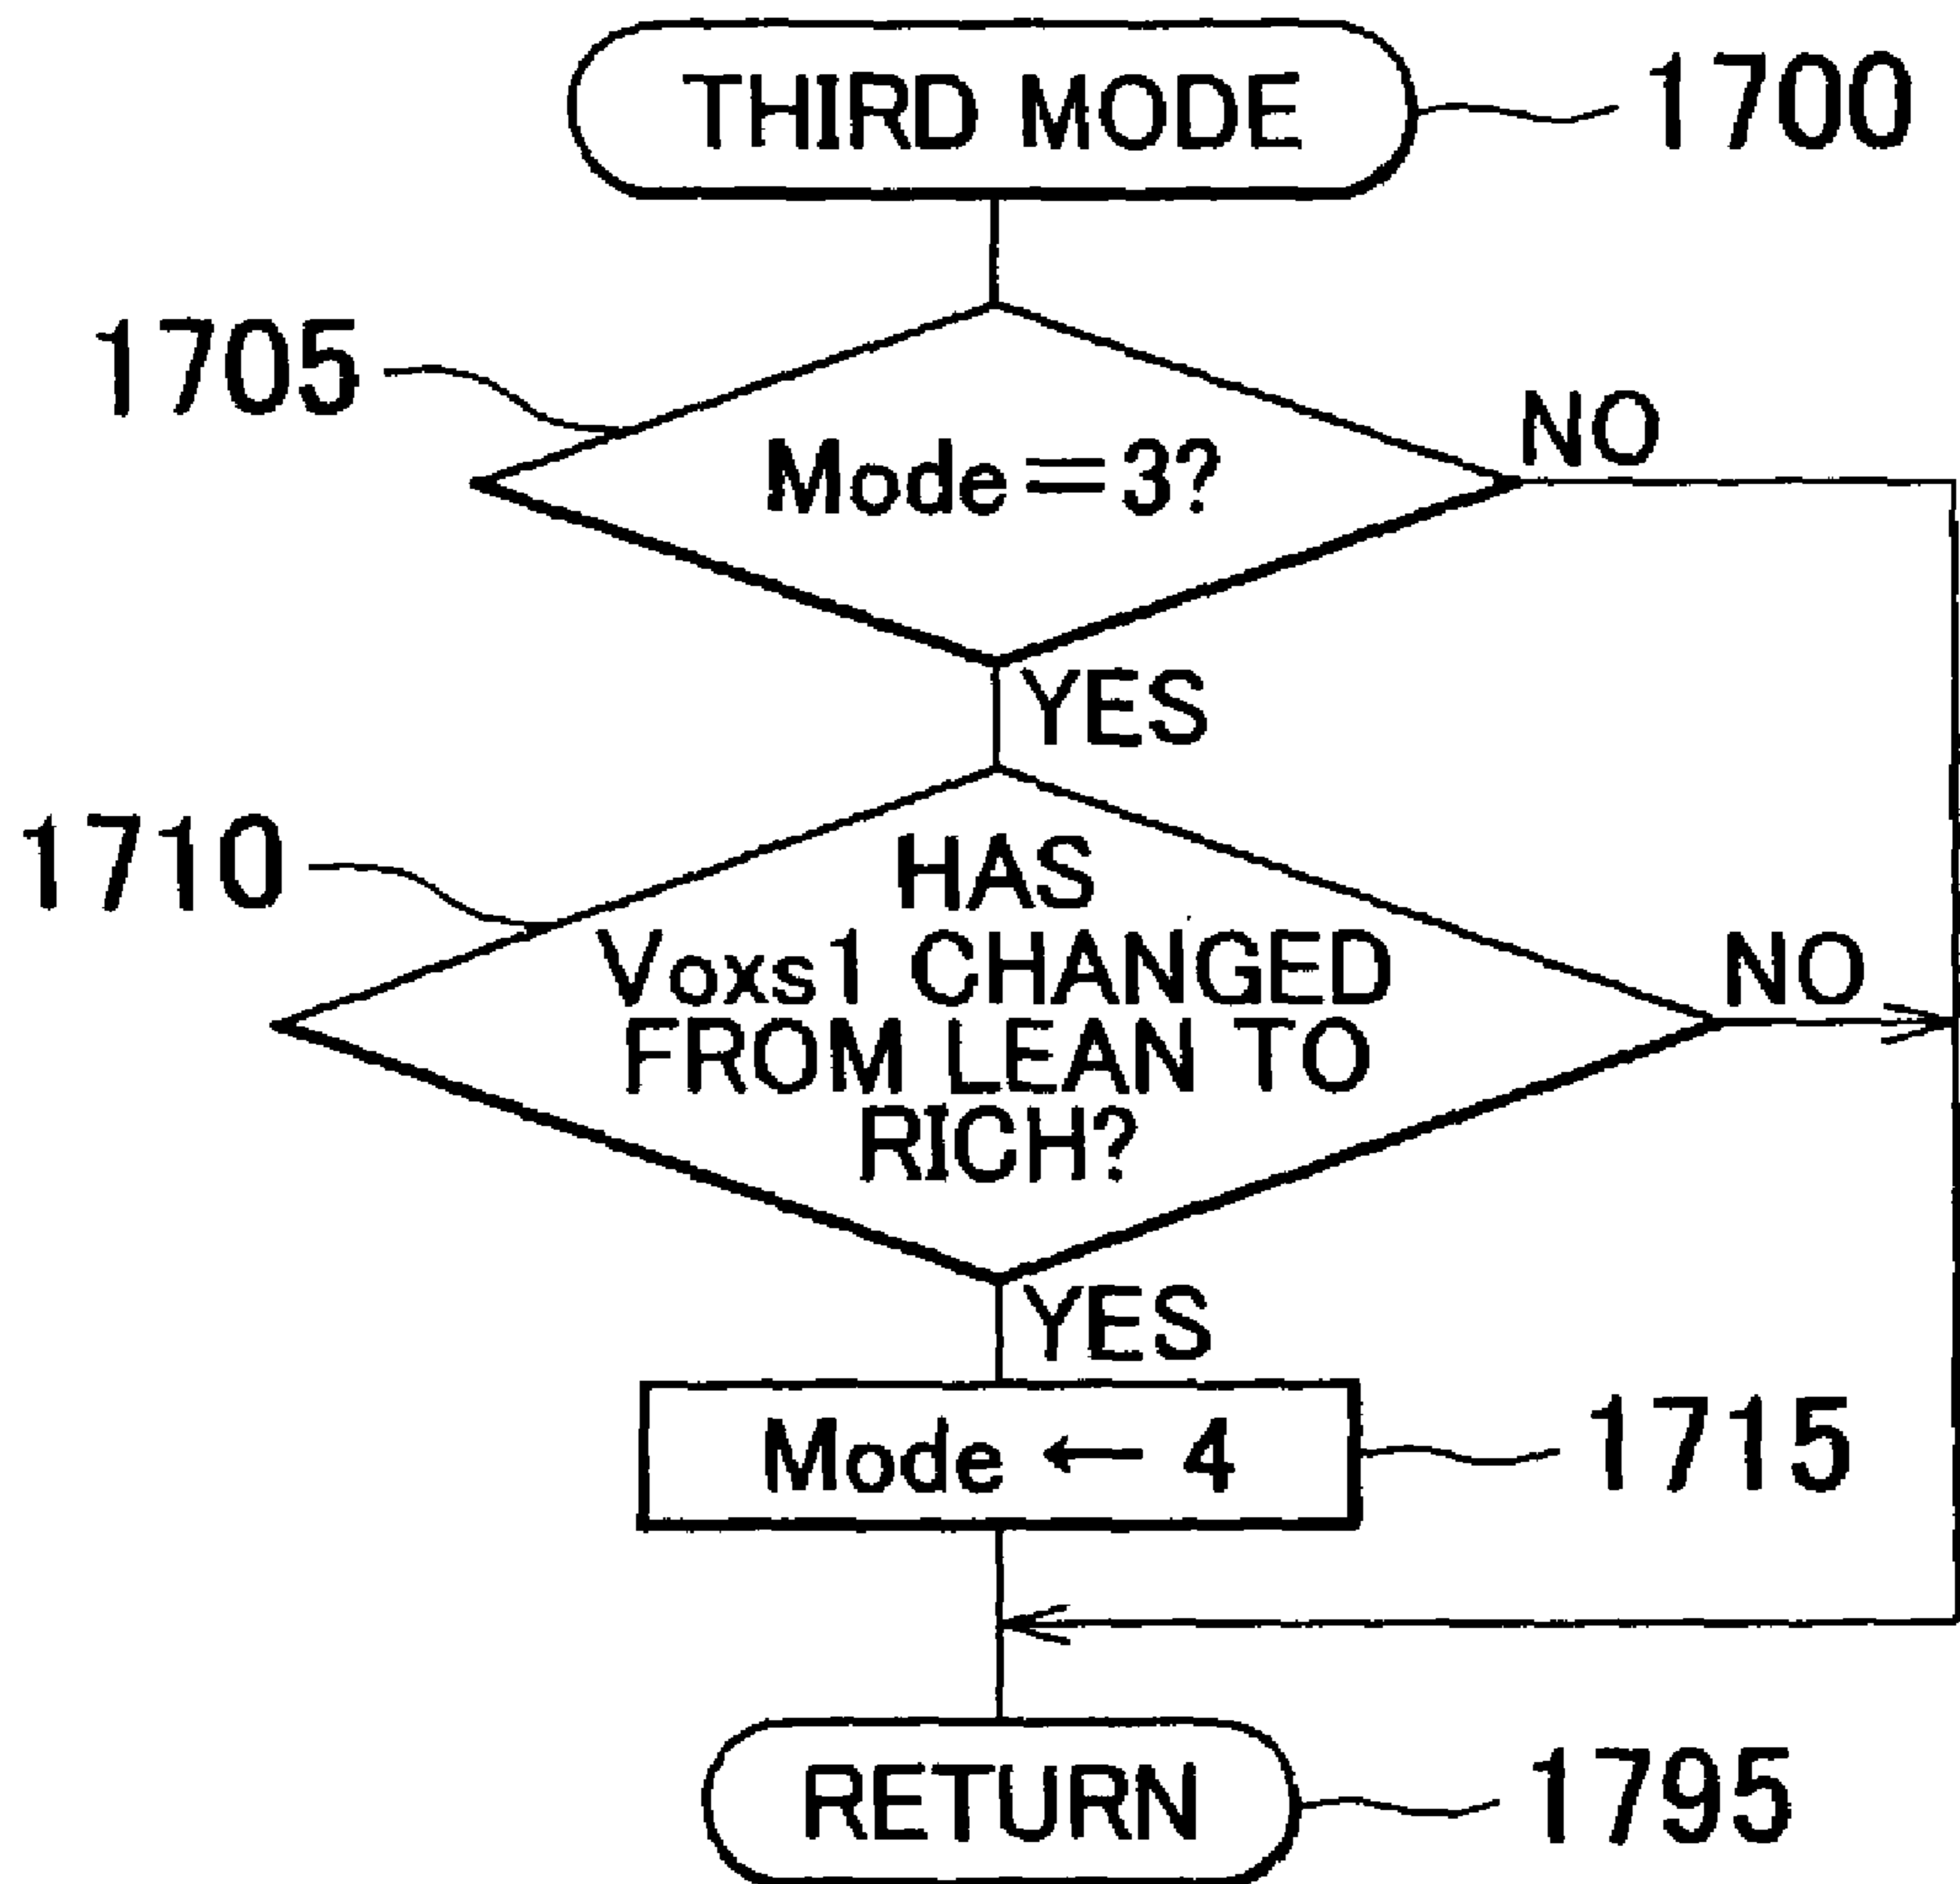 THIRD MODE
1700
1705
Mode=3?
NO
YES
1710
HAS
Voxs1 CHANGED
FROM LEAN TO
RICH?
NO
YES
Mode ← 4
1715
RETURN
1795